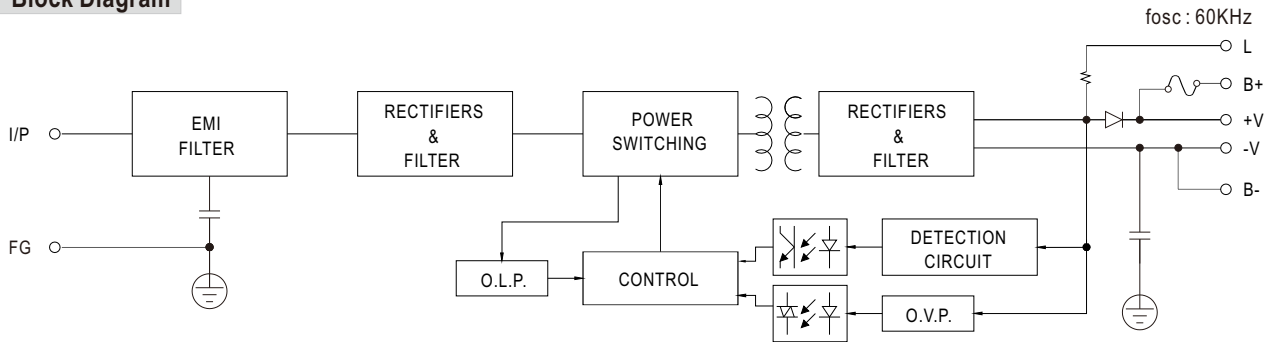 Block Diagram
fosc : 60KHz
L
B+
+V
-V
B-
I/P
EMI
FILTER
RECTIFIERS
&
FILTER
POWER
SWITCHING
RECTIFIERS
&
FILTER
FG
O.L.P.
CONTROL
DETECTION
CIRCUIT
O.V.P.